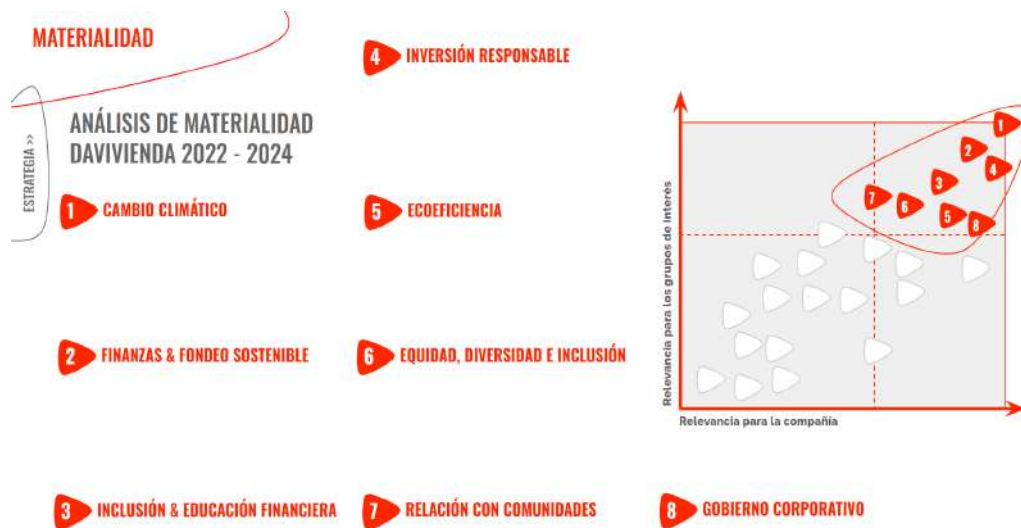 MATERIALIDAD
ESTRATEGIA >>
ANÁLISIS DE MATERIALIDAD
DAVIVIENDA 2022 - 2024
1 CAMBIO CLIMÁTICO
2 FINANZAS & FONDEO SOSTENIBLE
3 INCLUSIÓN & EDUCACIÓN FINANCIERA
4 INVERSIÓN RESPONSABLE
5 ECOEFICIENCIA
6 EQUIDAD, DIVERSIDAD E INCLUSIÓN
7 RELACIÓN CON COMUNIDADES
8 GOBIERNO CORPORATIVO
Relevancia para los grupos de interés
1
2
4
3
7
6
5
8
Relevancia para la compañía